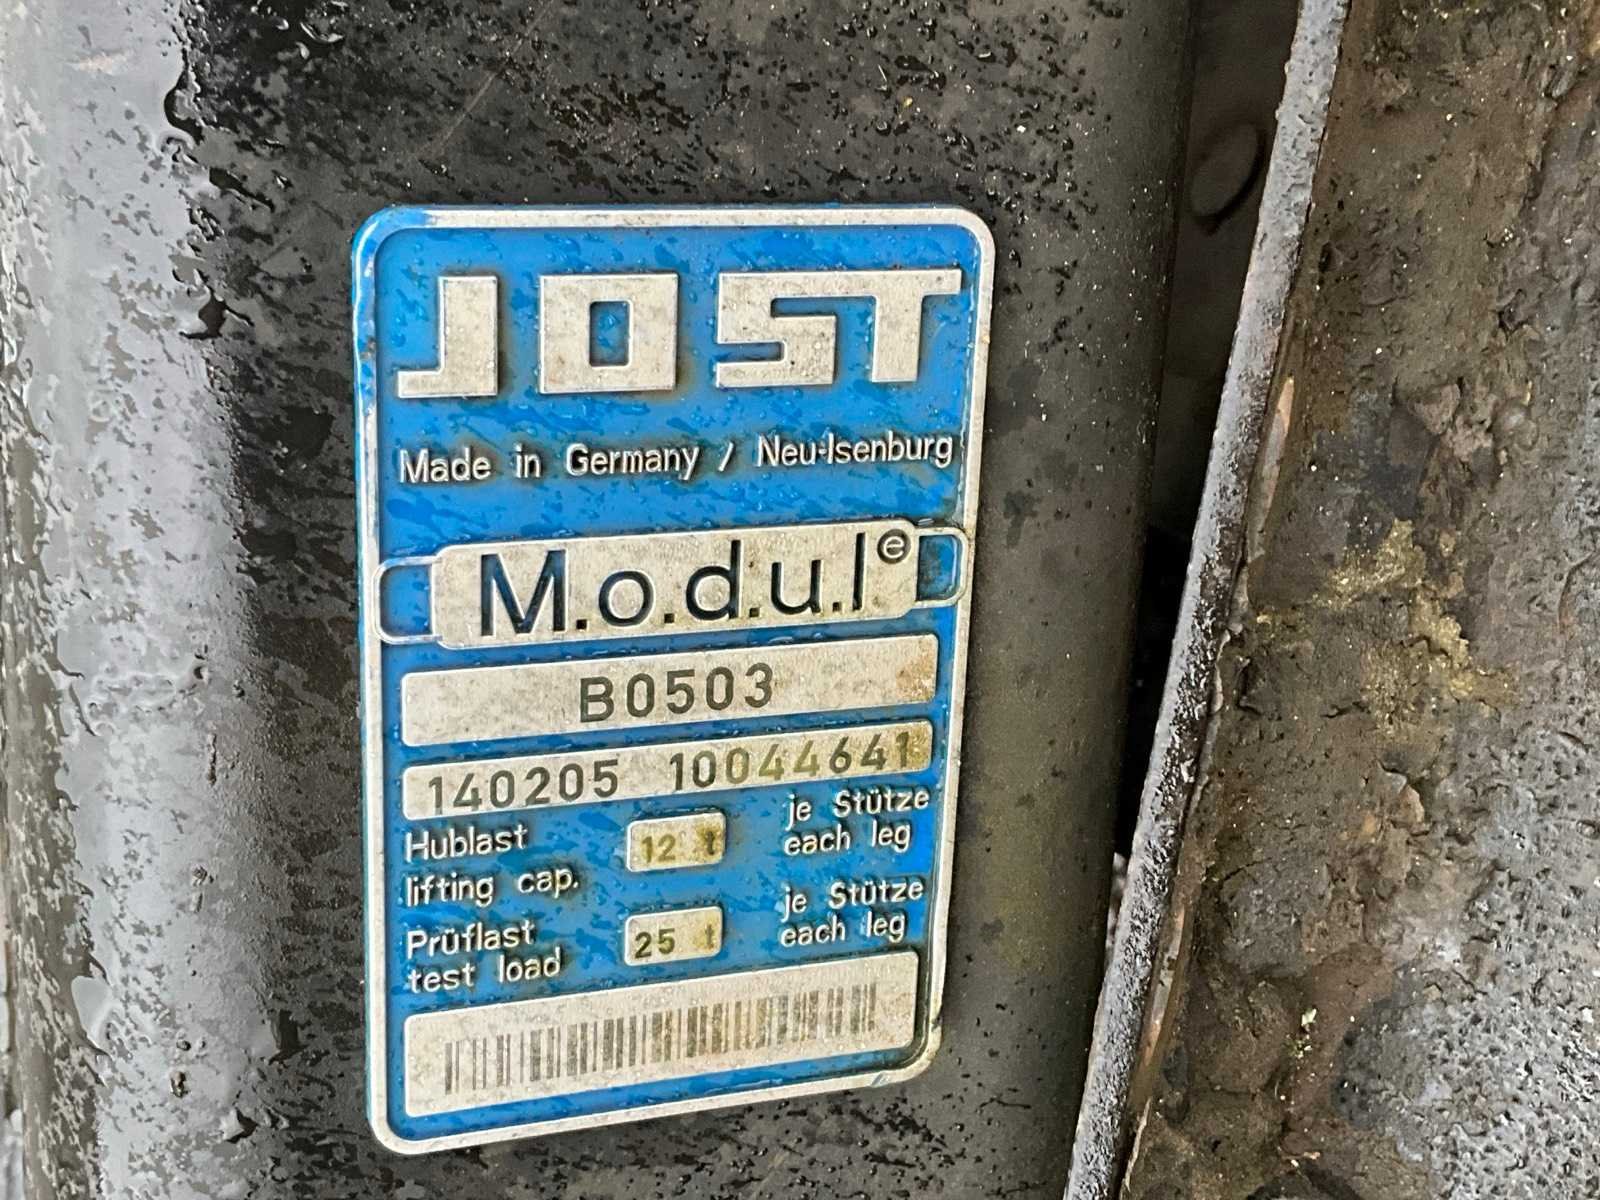 JOST
Made in Germany / Neu-Isenburg
M.o.d.u.l®
B0503
140205 10044641
Hublast 12 t je Stütze
lifting cap. each leg
Prüflast 25 t je Stütze
test load each leg